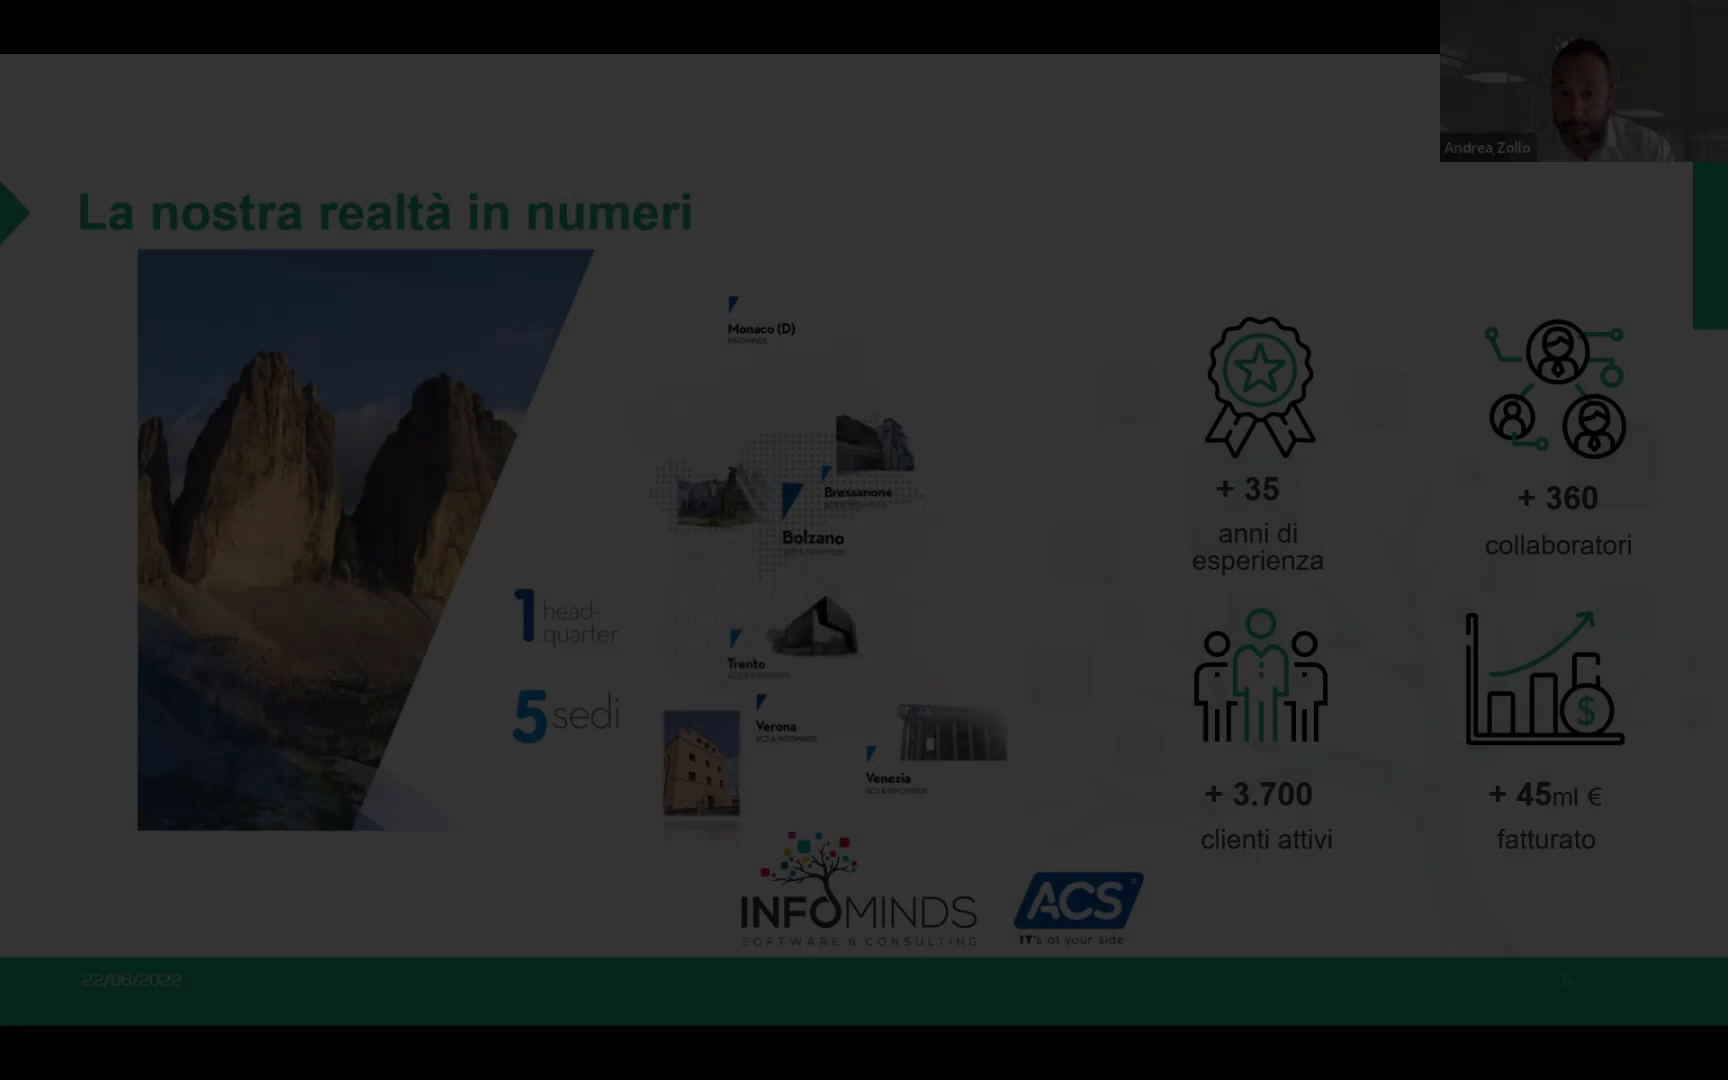 Andrea Zollo
La nostra realtà in numeri
Monaco (D)
INFOMINDS
Bressanone
Bolzano
ACS & INFOMINDS
1 head-
quarter
5 sedi
Trento
ACS & INFOMINDS
Verona
ACS & INFOMINDS
Venezia
ACS & INFOMINDS
+ 35
anni di
esperienza
+ 360
collaboratori
+ 3.700
clienti attivi
+ 45ml €
fatturato
INFOMINDS
SOFTWARE & CONSULTING
ACS
IT's at your side
22/06/2022
5